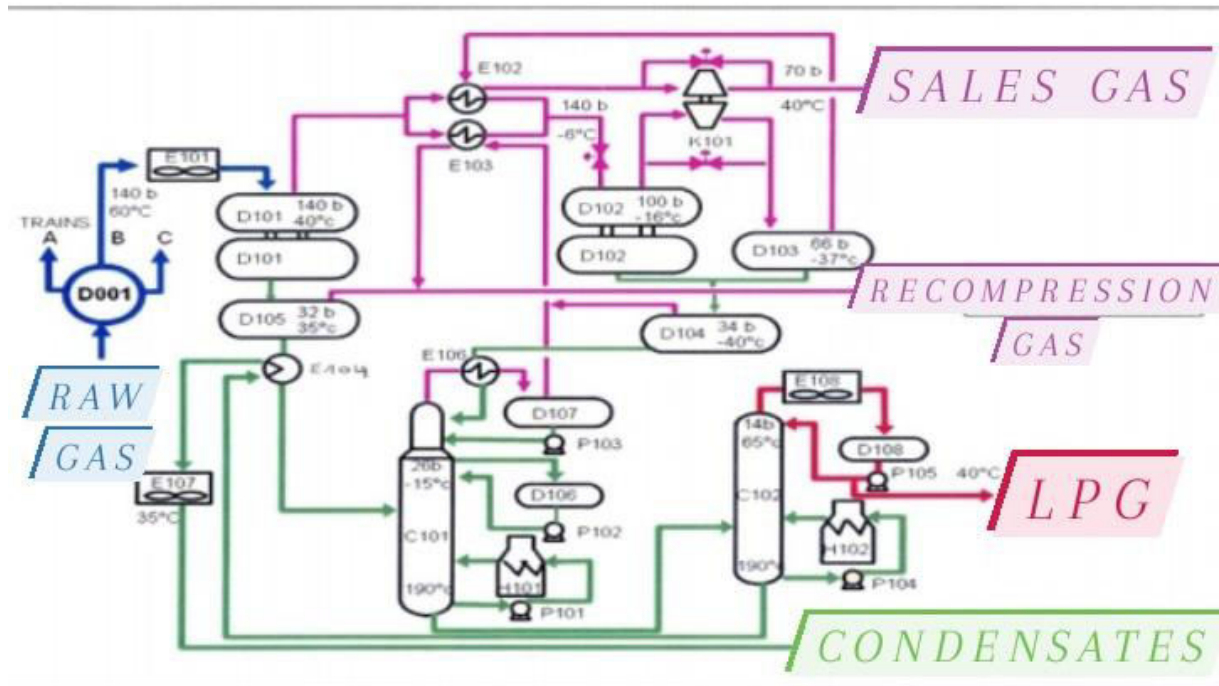 SALES GAS
70 b
40°C
E102
140 b
-6°C
K101
E103
E101
140 b
60°C
TRAINS
A
B
C
D001
D101
140 b
40°c
D101
D102
100 b
-16°c
D102
D103
66 b
-37°C
RECOMPRESSION
GAS
D105
32 b
35°c
D104
34 b
-40°c
E104
E106
RAW
GAS
D107
P103
E108
14b
65°c
D108
P105
40°C
LPG
E107
35°C
26b
-15°c
D106
P102
C101
C102
H101
H102
190°c
P101
190°c
P104
CONDENSATES